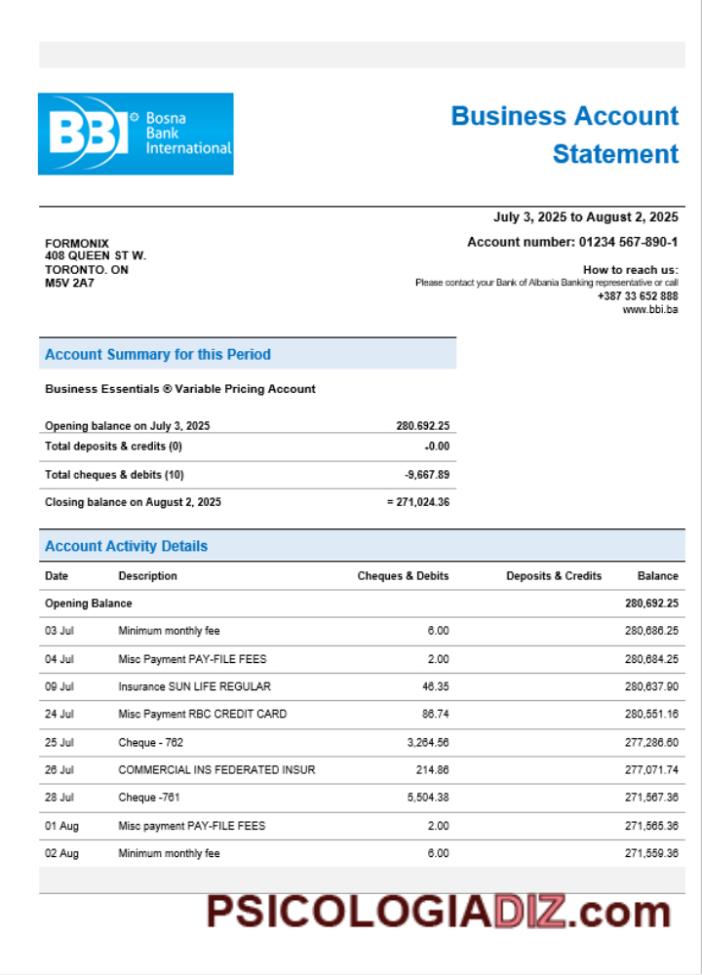 BBI® Bosna
Bank
International
Business Account
Statement
July 3, 2025 to August 2, 2025
Account number: 01234 567-890-1
FORMONIX
408 QUEEN ST W.
TORONTO. ON
M5V 2A7
How to reach us:
Please contact your Bank of Albania Banking representative or call
+387 33 652 888
www.bbi.ba
Account Summary for this Period
Business Essentials ® Variable Pricing Account
Opening balance on July 3, 2025 280.692.25
Total deposits & credits (0) -0.00
Total cheques & debits (10) -9,667.89
Closing balance on August 2, 2025 = 271,024.36
Account Activity Details
Date Description Cheques & Debits Deposits & Credits Balance
Opening Balance 280,692.25
03 Jul Minimum monthly fee 6.00 280,686.25
04 Jul Misc Payment PAY-FILE FEES 2.00 280,684.25
09 Jul Insurance SUN LIFE REGULAR 46.35 280,637.90
24 Jul Misc Payment RBC CREDIT CARD 86.74 280,551.16
25 Jul Cheque - 762 3,264.56 277,286.60
26 Jul COMMERCIAL INS FEDERATED INSUR 214.86 277,071.74
28 Jul Cheque -761 5,504.38 271,567.36
01 Aug Misc payment PAY-FILE FEES 2.00 271,565.36
02 Aug Minimum monthly fee 6.00 271,559.36
PSICOLOGIADIZ.com